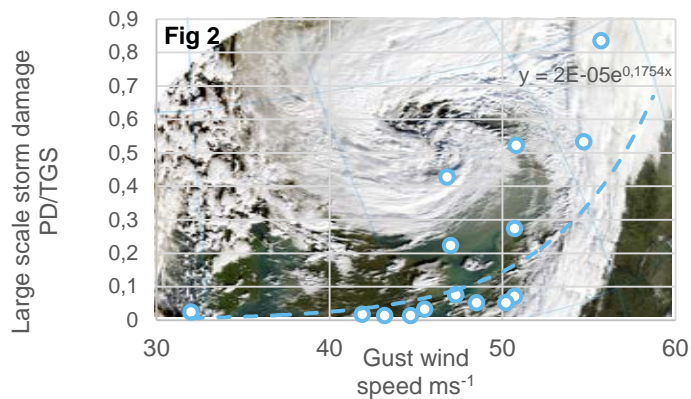 Fig 2
y = 2E-05e^0,1754x
Large scale storm damage
PD/TGS
0,9
0,8
0,7
0,6
0,5
0,4
0,3
0,2
0,1
0
30 40 50 60
Gust wind
speed ms^-1